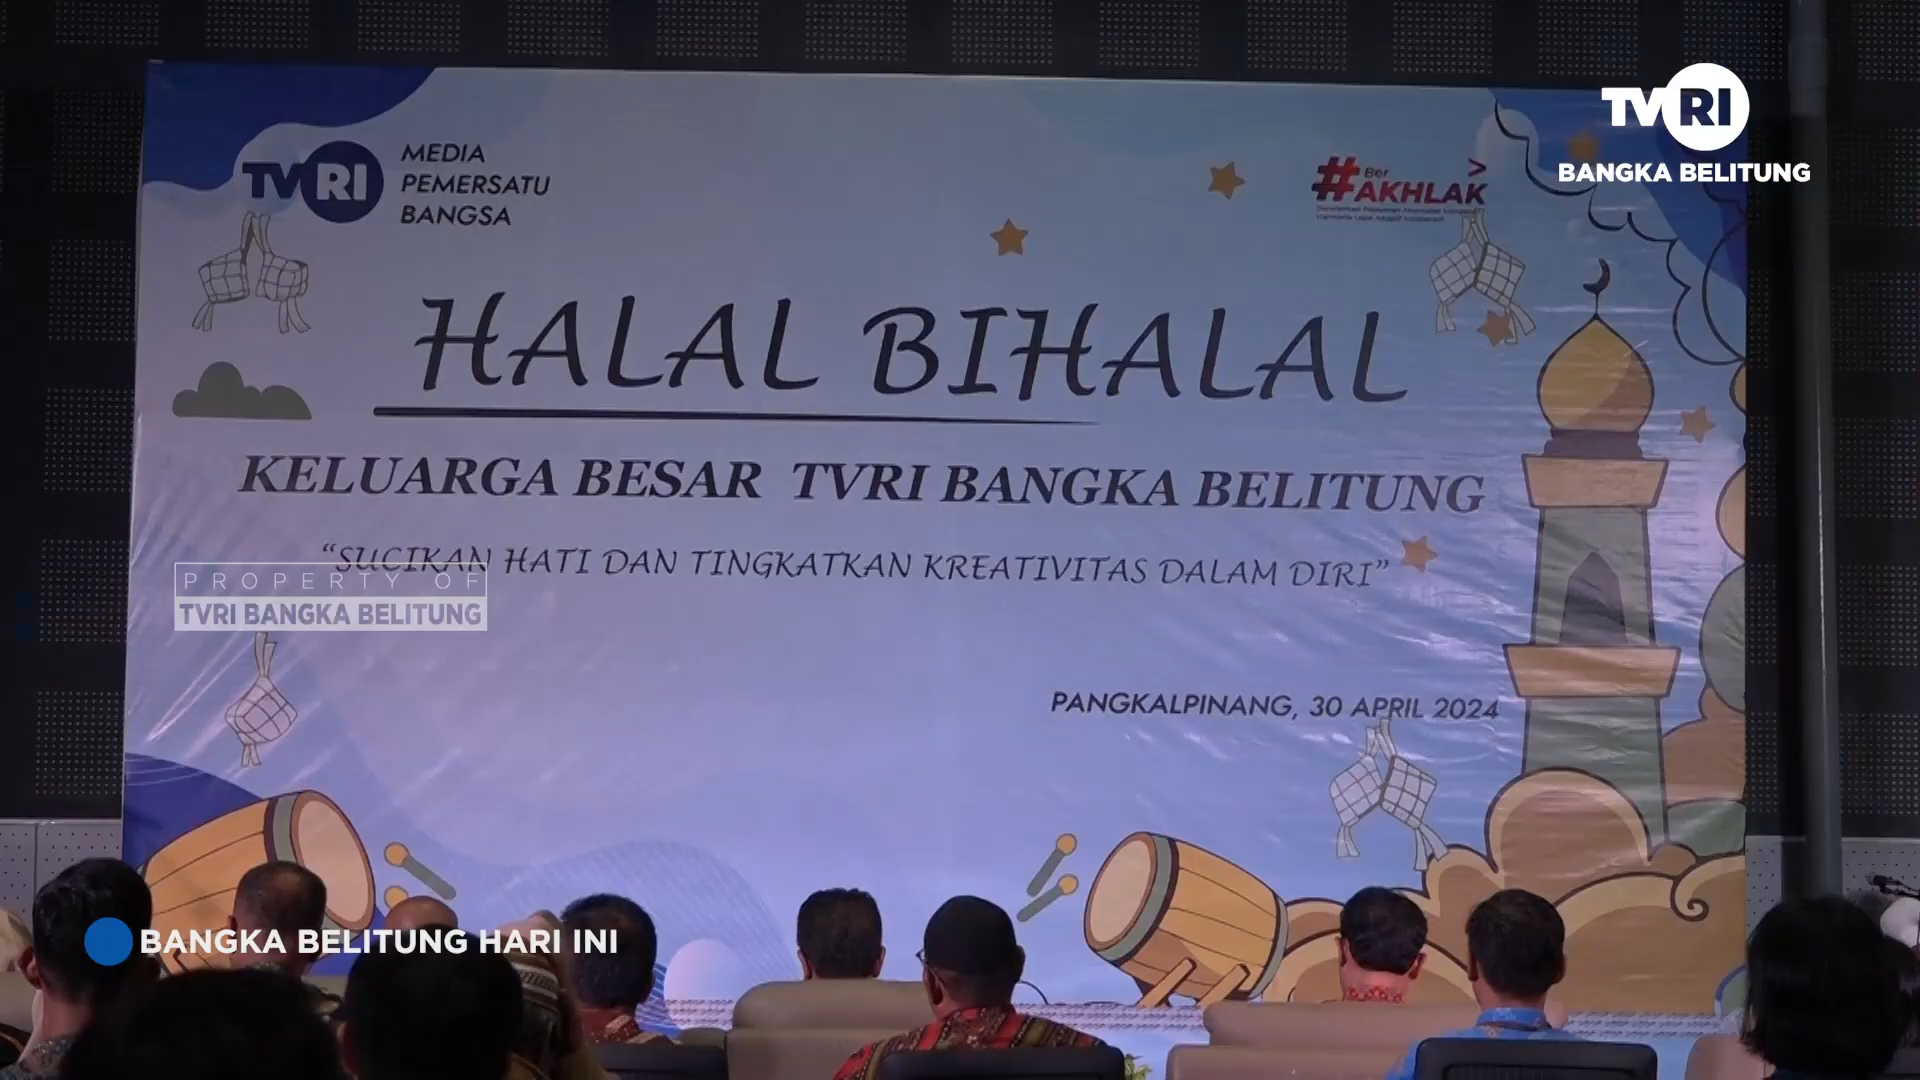 TVRI
BANGKA BELITUNG
TVRI
MEDIA
PEMERSATU
BANGSA
#BerAKHLAK
HALAL BIHALAL
KELUARGA BESAR TVRI BANGKA BELITUNG
“SUCIKAN HATI DAN TINGKATKAN KREATIVITAS DALAM DIRI”
PROPERTY OF
TVRI BANGKA BELITUNG
PANGKALPINANG, 30 APRIL 2024
BANGKA BELITUNG HARI INI